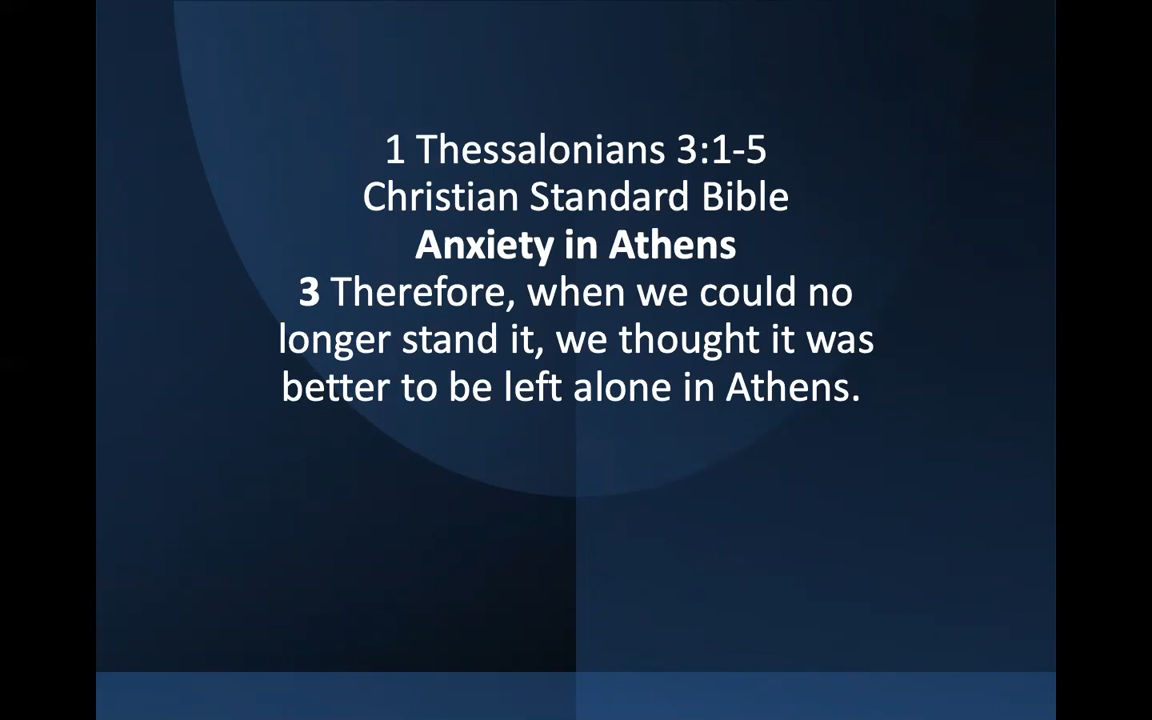 1 Thessalonians 3:1-5
Christian Standard Bible
Anxiety in Athens
3 Therefore, when we could no
longer stand it, we thought it was
better to be left alone in Athens.